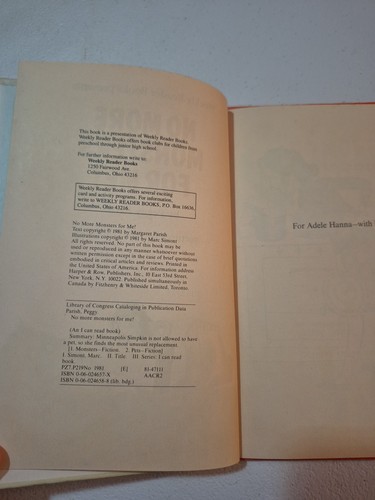 This book is a presentation of Weekly Reader Books.
Weekly Reader Books offers book clubs for children from
preschool through junior high school.
For further information write to:
Weekly Reader Books
1250 Fairwood Ave.
Columbus, Ohio 43216
Weekly Reader Books offers several exciting
card and activity programs. For information,
write to WEEKLY READER BOOKS, P.O. Box 16636,
Columbus, Ohio 43216.
No More Monsters for Me!
Text copyright © 1981 by Margaret Parish
Illustrations copyright © 1981 by Marc Simont
All rights reserved. No part of this book may be
used or reproduced in any manner whatsoever without
written permission except in the case of brief quotations
embodied in critical articles and reviews. Printed in
the United States of America. For information address
Harper & Row, Publishers, Inc., 10 East 53rd Street,
New York, N.Y. 10022. Published simultaneously in
Canada by Fitzhenry & Whiteside Limited, Toronto.
Library of Congress Cataloging in Publication Data
Parish, Peggy.
No more monsters for me!
(An I can read book)
Summary: Minneapolis Simpkin is not allowed to have
a pet, so she finds the most unusual replacement.
[1. Monsters—Fiction. 2. Pets—Fiction]
I. Simont, Marc. II. Title. III. Series: I can read
book.
PZ7.P219No 1981 [E] 81-47111
ISBN 0-06-024657-X AACR2
ISBN 0-06-024658-8 (lib. bdg.)
For Adele Hanna—with